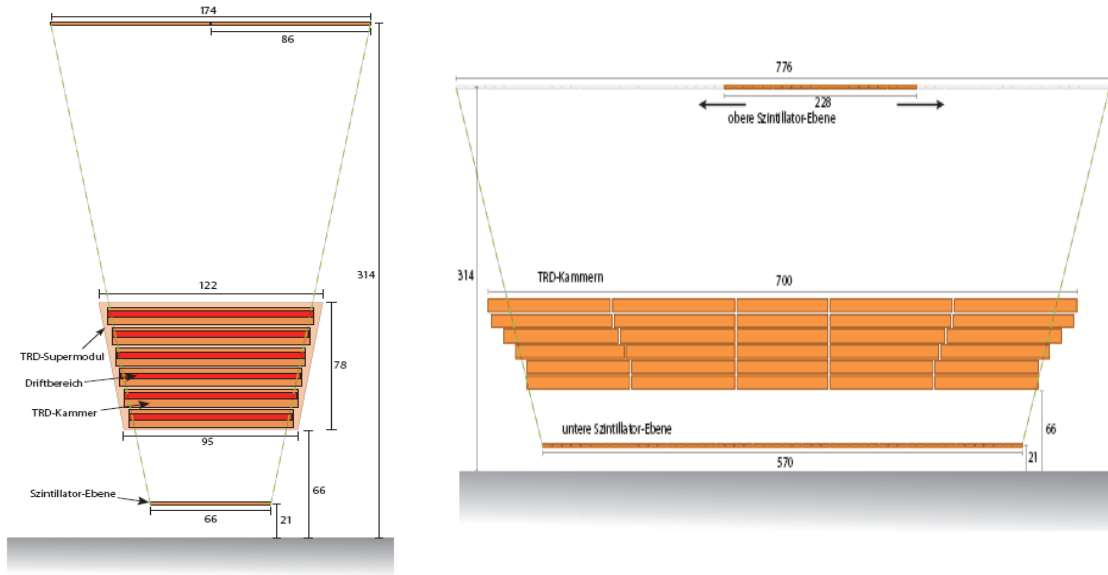 174
86
314
122
TRD-Supermodul
Driftbereich
TRD-Kammer
78
95
66
Szintillator-Ebene
66
21
776
228
obere Szintillator-Ebene
314
TRD-Kammern
700
untere Szintillator-Ebene
66
21
570